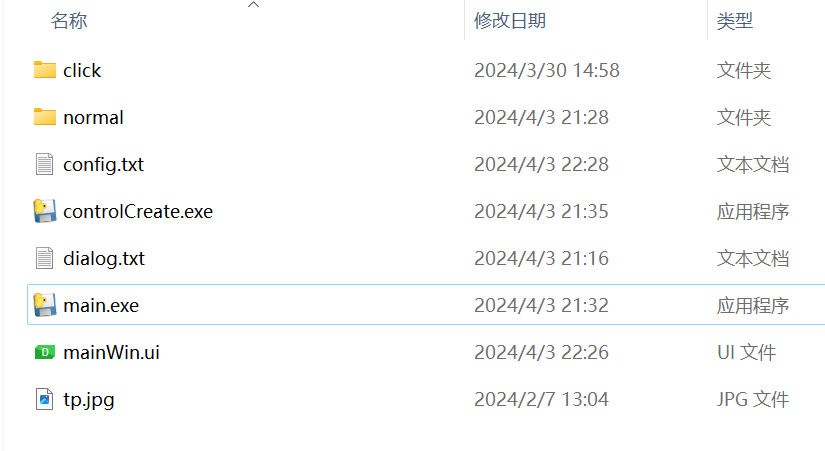 名称 修改日期 类型
click 2024/3/30 14:58 文件夹
normal 2024/4/3 21:28 文件夹
config.txt 2024/4/3 22:28 文本文档
controlCreate.exe 2024/4/3 21:35 应用程序
dialog.txt 2024/4/3 21:16 文本文档
main.exe 2024/4/3 21:32 应用程序
mainWin.ui 2024/4/3 22:26 UI 文件
tp.jpg 2024/2/7 13:04 JPG 文件